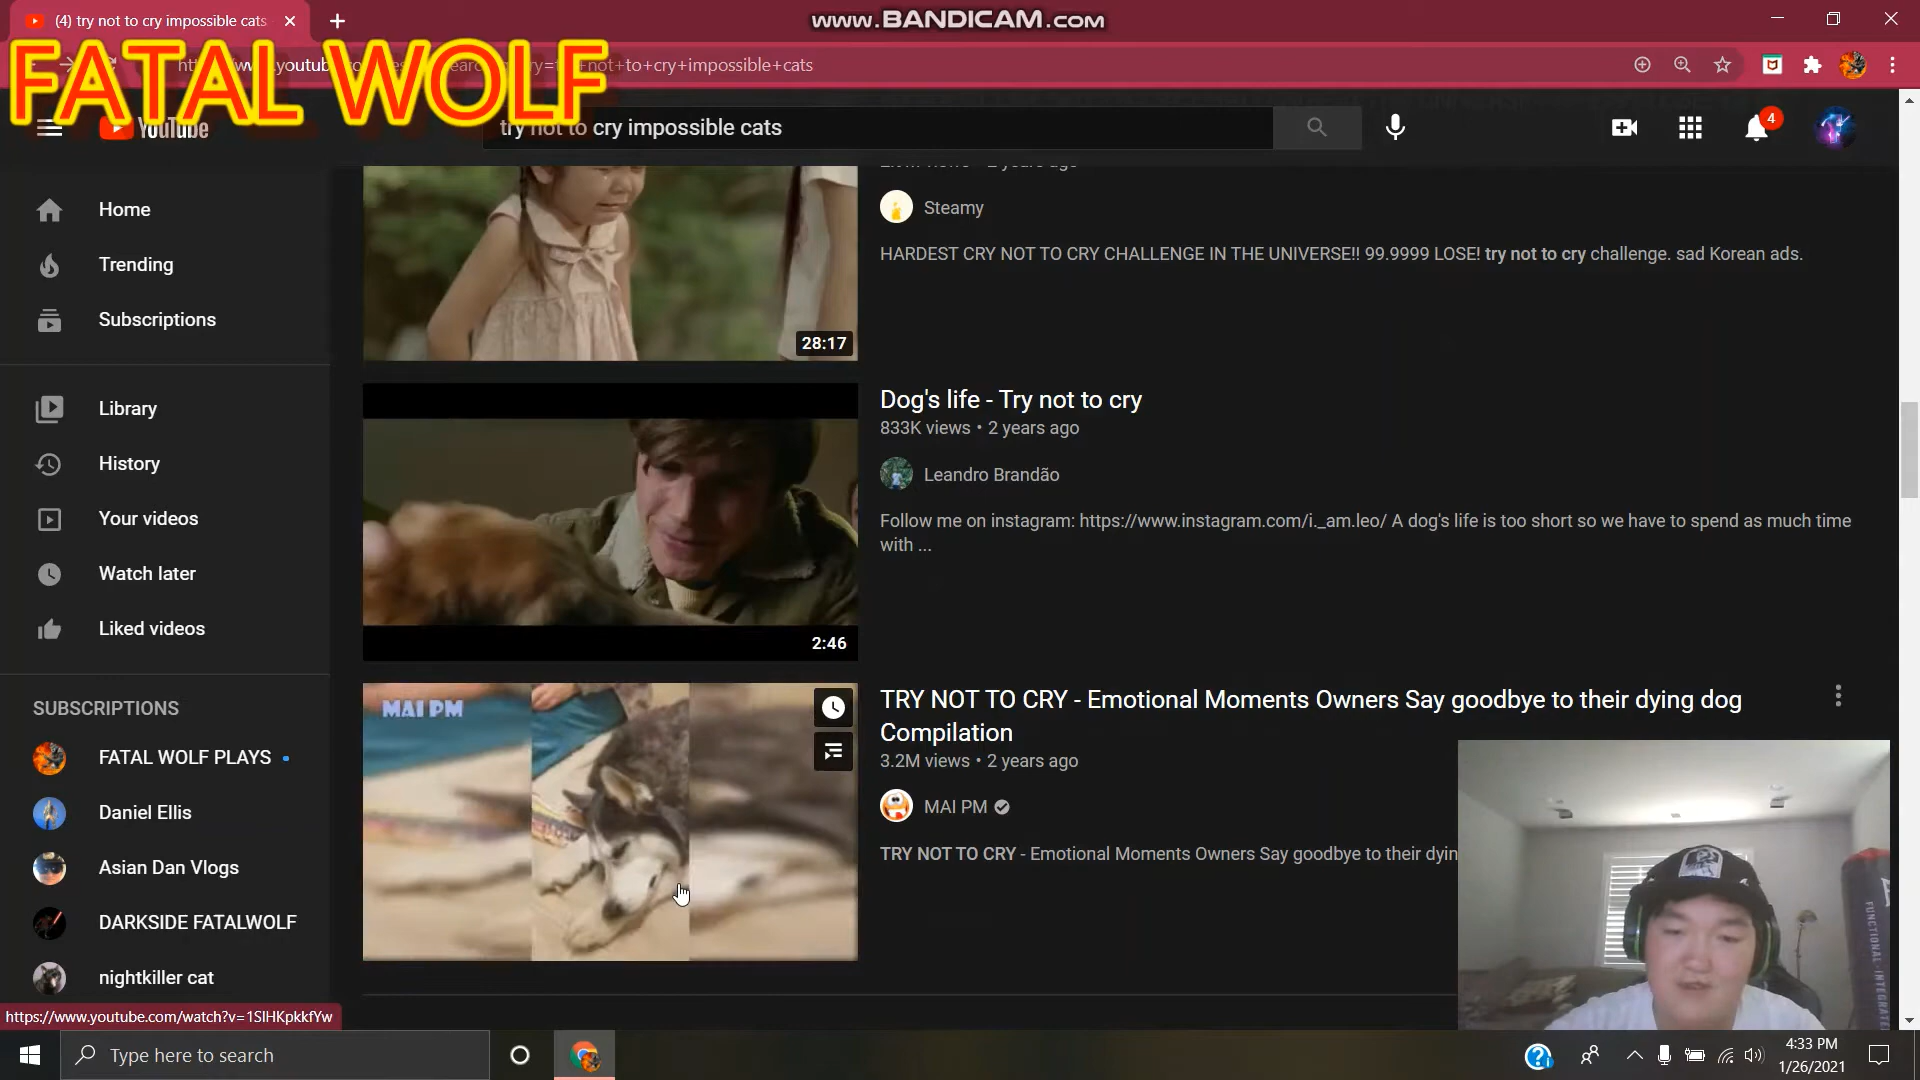 (4) try not to cry impossible cats
www.BANDICAM.com
FATAL WOLF
not+to+cry+impossible+cats
YouTube
try not to cry impossible cats
4
Home
Trending
Subscriptions
Library
History
Your videos
Watch later
Liked videos
SUBSCRIPTIONS
FATAL WOLF PLAYS
Daniel Ellis
Asian Dan Vlogs
DARKSIDE FATALWOLF
nightkiller cat
Steamy
HARDEST CRY NOT TO CRY CHALLENGE IN THE UNIVERSE!! 99.9999 LOSE! try not to cry challenge. sad Korean ads.
28:17
Dog's life - Try not to cry
833K views • 2 years ago
Leandro Brandão
Follow me on instagram: https://www.instagram.com/i._am.leo/ A dog's life is too short so we have to spend as much time
with ...
2:46
MAI PM
TRY NOT TO CRY - Emotional Moments Owners Say goodbye to their dying dog
Compilation
3.2M views • 2 years ago
MAI PM
TRY NOT TO CRY - Emotional Moments Owners Say goodbye to their dyin
FUNCTIONAL · INTEGRATE
https://www.youtube.com/watch?v=1SIHKpkkfYw
Type here to search
4:33 PM
1/26/2021